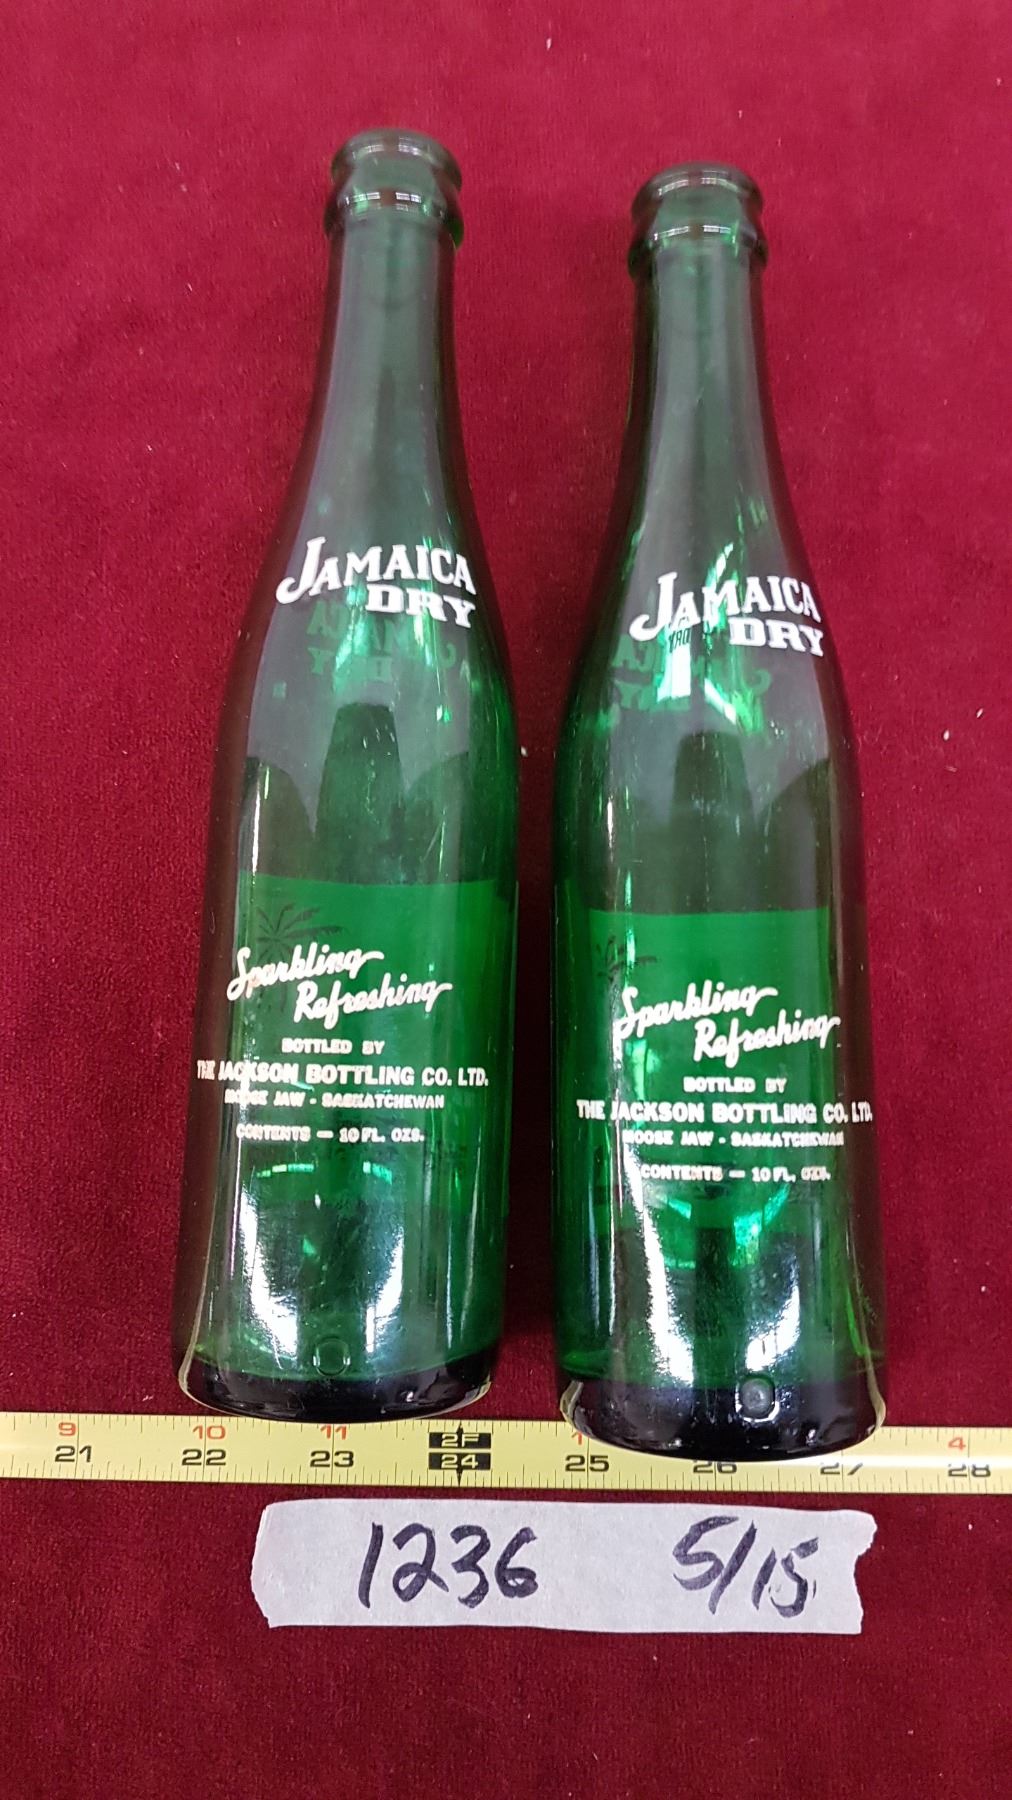 JAMAICA
DRY
Sparkling
Refreshing
BOTTLED BY
THE JACKSON BOTTLING CO. LTD.
MOOSE JAW - SASKATCHEWAN
CONTENTS — 10 FL. OZS.
JAMAICA
DRY
Sparkling
Refreshing
BOTTLED BY
THE JACKSON BOTTLING CO. LTD.
MOOSE JAW - SASKATCHEWAN
CONTENTS — 10 FL. OZS.
9 10 11 2F 1 4
21 22 23 24 25 26 27 28
1236 5/15